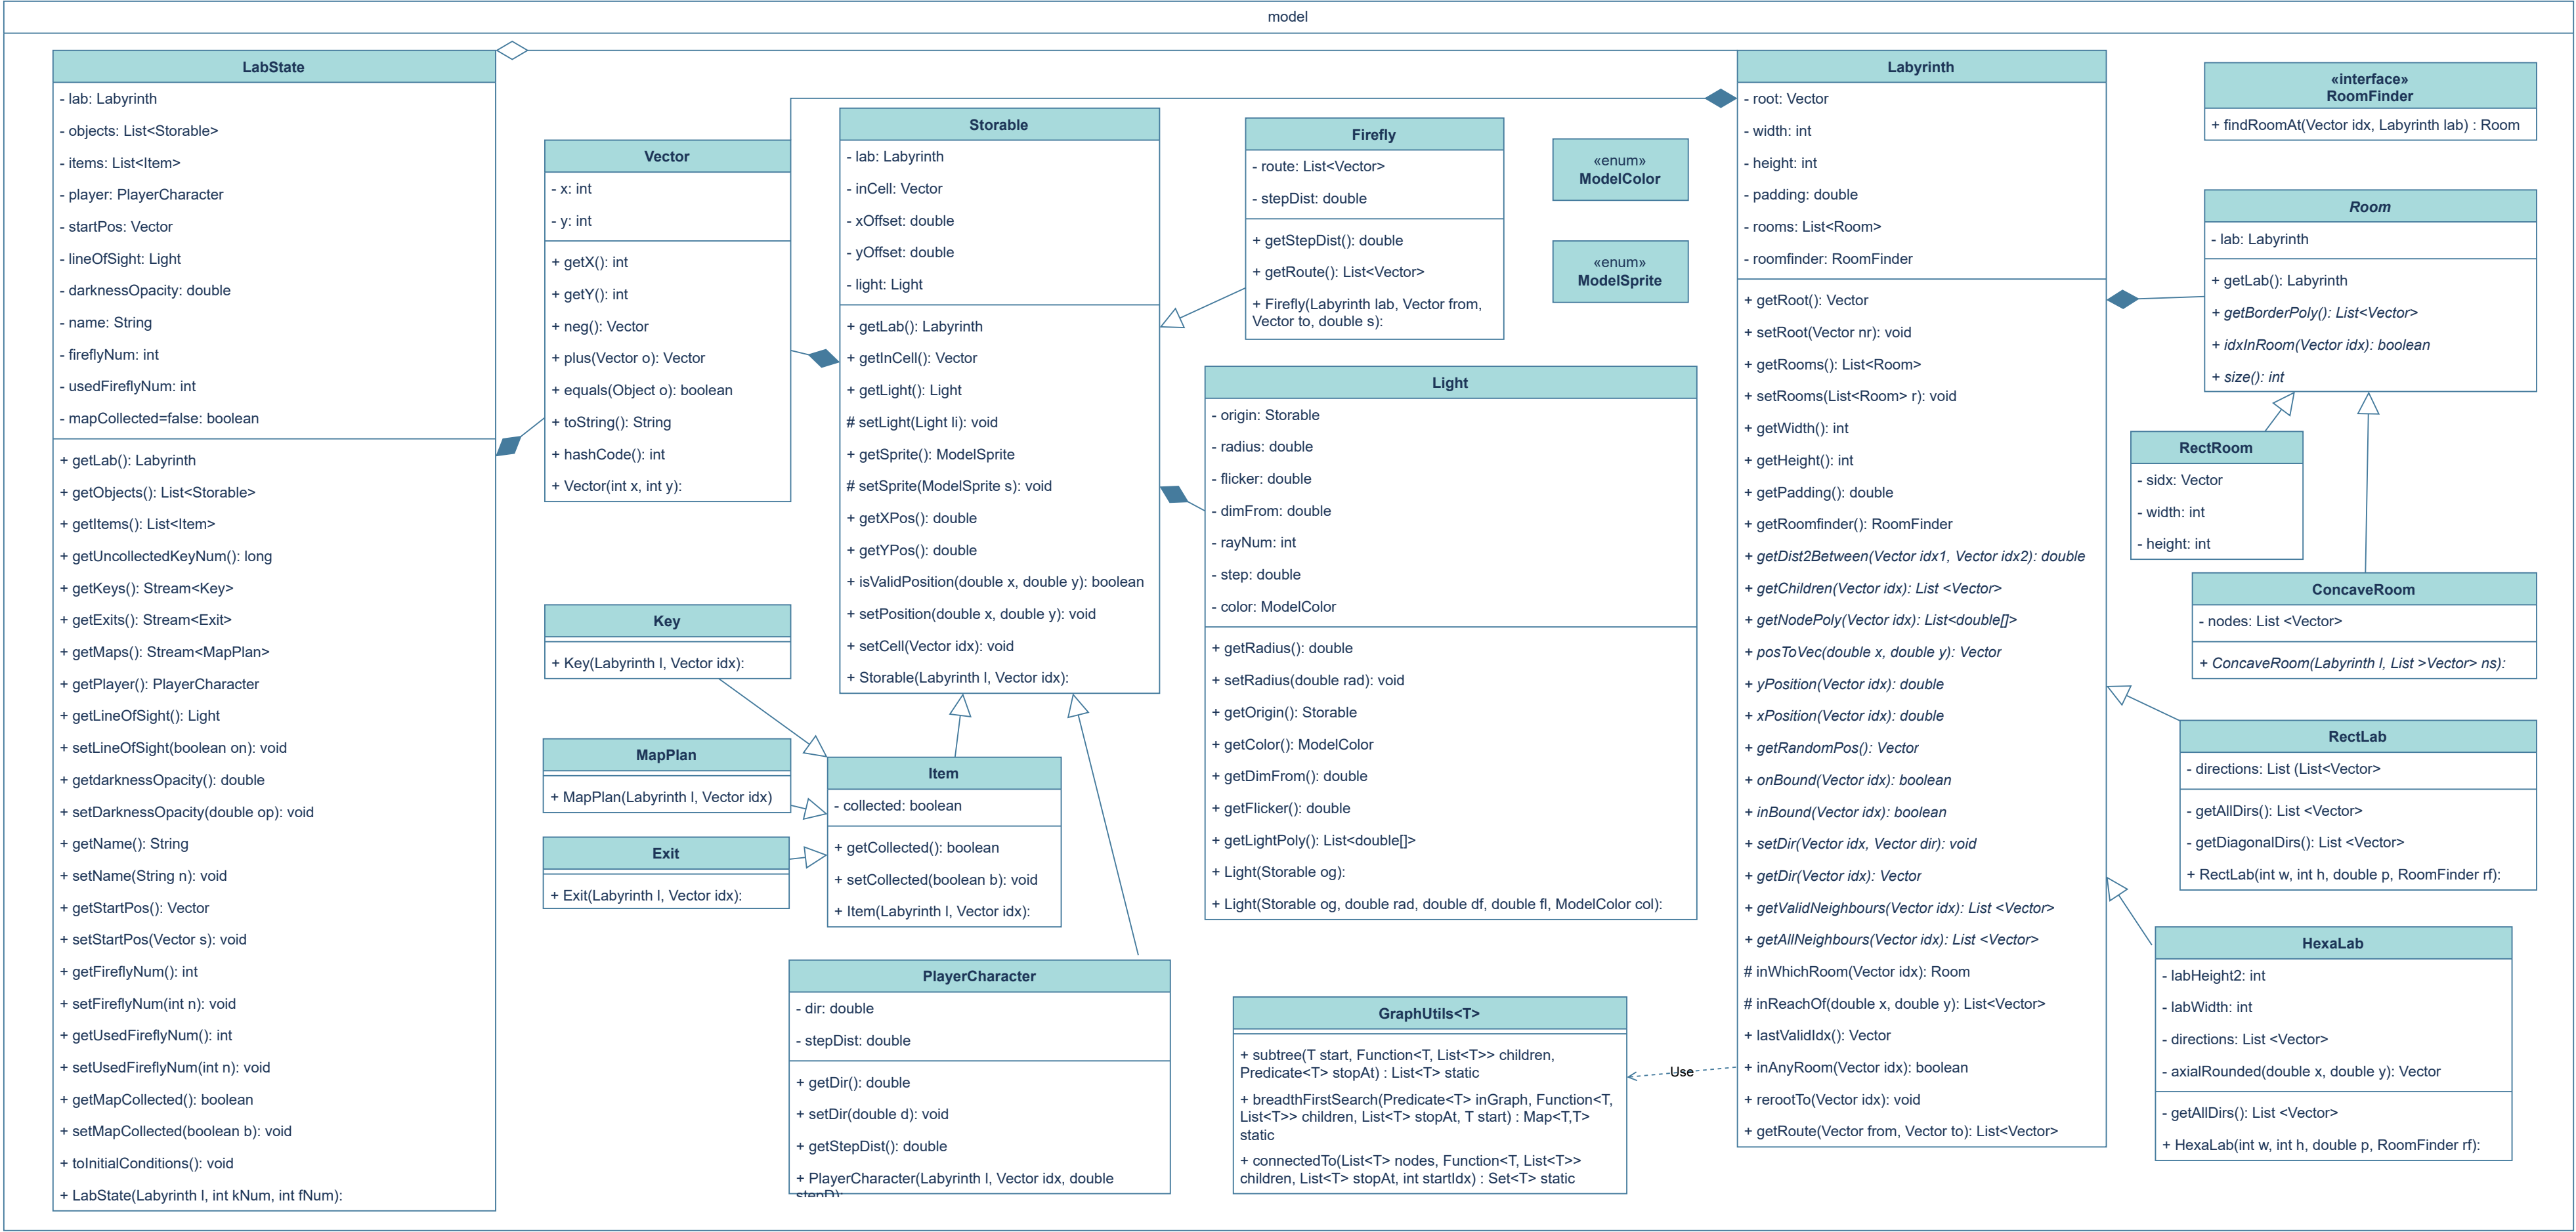 model
LabState
- lab: Labyrinth
- objects: List<Storable>
- items: List<Item>
- player: PlayerCharacter
- startPos: Vector
- lineOfSight: Light
- darknessOpacity: double
- name: String
- fireflyNum: int
- usedFireflyNum: int
- mapCollected=false: boolean
+ getLab(): Labyrinth
+ getObjects(): List<Storable>
+ getItems(): List<Item>
+ getUncollectedKeyNum(): long
+ getKeys(): Stream<Key>
+ getExits(): Stream<Exit>
+ getMaps(): Stream<MapPlan>
+ getPlayer(): PlayerCharacter
+ getLineOfSight(): Light
+ setLineOfSight(boolean on): void
+ getdarknessOpacity(): double
+ setDarknessOpacity(double op): void
+ getName(): String
+ setName(String n): void
+ getStartPos(): Vector
+ setStartPos(Vector s): void
+ getFireflyNum(): int
+ setFireflyNum(int n): void
+ getUsedFireflyNum(): int
+ setUsedFireflyNum(int n): void
+ getMapCollected(): boolean
+ setMapCollected(boolean b): void
+ toInitialConditions(): void
+ LabState(Labyrinth l, int kNum, int fNum):
Vector
- x: int
- y: int
+ getX(): int
+ getY(): int
+ neg(): Vector
+ plus(Vector o): Vector
+ equals(Object o): boolean
+ toString(): String
+ hashCode(): int
+ Vector(int x, int y):
Key
+ Key(Labyrinth l, Vector idx):
MapPlan
+ MapPlan(Labyrinth l, Vector idx)
Exit
+ Exit(Labyrinth l, Vector idx):
Storable
- lab: Labyrinth
- inCell: Vector
- xOffset: double
- yOffset: double
- light: Light
+ getLab(): Labyrinth
+ getInCell(): Vector
+ getLight(): Light
# setLight(Light li): void
+ getSprite(): ModelSprite
# setSprite(ModelSprite s): void
+ getXPos(): double
+ getYPos(): double
+ isValidPosition(double x, double y): boolean
+ setPosition(double x, double y): void
+ setCell(Vector idx): void
+ Storable(Labyrinth l, Vector idx):
Item
- collected: boolean
+ getCollected(): boolean
+ setCollected(boolean b): void
+ Item(Labyrinth l, Vector idx):
PlayerCharacter
- dir: double
- stepDist: double
+ getDir(): double
+ setDir(double d): void
+ getStepDist(): double
+ PlayerCharacter(Labyrinth l, Vector idx, double
stepD):
Firefly
- route: List<Vector>
- stepDist: double
+ getStepDist(): double
+ getRoute(): List<Vector>
+ Firefly(Labyrinth lab, Vector from,
Vector to, double s):
«enum»
ModelColor
«enum»
ModelSprite
Light
- origin: Storable
- radius: double
- flicker: double
- dimFrom: double
- rayNum: int
- step: double
- color: ModelColor
+ getRadius(): double
+ setRadius(double rad): void
+ getOrigin(): Storable
+ getColor(): ModelColor
+ getDimFrom(): double
+ getFlicker(): double
+ getLightPoly(): List<double[]>
+ Light(Storable og):
+ Light(Storable og, double rad, double df, double fl, ModelColor col):
GraphUtils<T>
+ subtree(T start, Function<T, List<T>> children,
Predicate<T> stopAt) : List<T> static
+ breadthFirstSearch(Predicate<T> inGraph, Function<T,
List<T>> children, List<T> stopAt, T start) : Map<T,T>
static
+ connectedTo(List<T> nodes, Function<T, List<T>>
children, List<T> stopAt, int startIdx) : Set<T> static
Use
Labyrinth
- root: Vector
- width: int
- height: int
- padding: double
- rooms: List<Room>
- roomfinder: RoomFinder
+ getRoot(): Vector
+ setRoot(Vector nr): void
+ getRooms(): List<Room>
+ setRooms(List<Room> r): void
+ getWidth(): int
+ getHeight(): int
+ getPadding(): double
+ getRoomfinder(): RoomFinder
+ getDist2Between(Vector idx1, Vector idx2): double
+ getChildren(Vector idx): List <Vector>
+ getNodePoly(Vector idx): List<double[]>
+ posToVec(double x, double y): Vector
+ yPosition(Vector idx): double
+ xPosition(Vector idx): double
+ getRandomPos(): Vector
+ onBound(Vector idx): boolean
+ inBound(Vector idx): boolean
+ setDir(Vector idx, Vector dir): void
+ getDir(Vector idx): Vector
+ getValidNeighbours(Vector idx): List <Vector>
+ getAllNeighbours(Vector idx): List <Vector>
# inWhichRoom(Vector idx): Room
# inReachOf(double x, double y): List<Vector>
+ lastValidIdx(): Vector
+ inAnyRoom(Vector idx): boolean
+ rerootTo(Vector idx): void
+ getRoute(Vector from, Vector to): List<Vector>
«interface»
RoomFinder
+ findRoomAt(Vector idx, Labyrinth lab) : Room
Room
- lab: Labyrinth
+ getLab(): Labyrinth
+ getBorderPoly(): List<Vector>
+ idxInRoom(Vector idx): boolean
+ size(): int
RectRoom
- sidx: Vector
- width: int
- height: int
ConcaveRoom
- nodes: List <Vector>
+ ConcaveRoom(Labyrinth l, List >Vector> ns):
RectLab
- directions: List (List<Vector>
- getAllDirs(): List <Vector>
- getDiagonalDirs(): List <Vector>
+ RectLab(int w, int h, double p, RoomFinder rf):
HexaLab
- labHeight2: int
- labWidth: int
- directions: List <Vector>
- axialRounded(double x, double y): Vector
- getAllDirs(): List <Vector>
+ HexaLab(int w, int h, double p, RoomFinder rf):